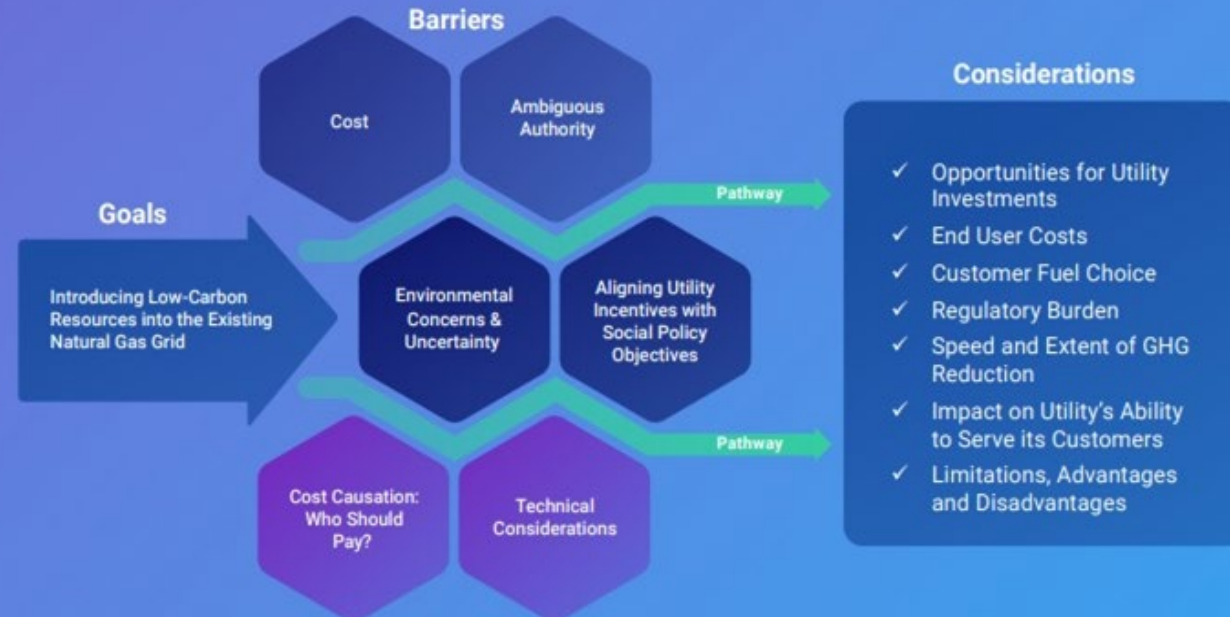 Barriers
Cost
Ambiguous
Authority
Considerations
Goals
Introducing Low-Carbon
Resources into the Existing
Natural Gas Grid
Environmental
Concerns &
Uncertainty
Aligning Utility
Incentives with
Social Policy
Objectives
Pathway
Pathway
Cost Causation:
Who Should
Pay?
Technical
Considerations
✓ Opportunities for Utility
Investments
✓ End User Costs
✓ Customer Fuel Choice
✓ Regulatory Burden
✓ Speed and Extent of GHG
Reduction
✓ Impact on Utility's Ability
to Serve its Customers
✓ Limitations, Advantages
and Disadvantages